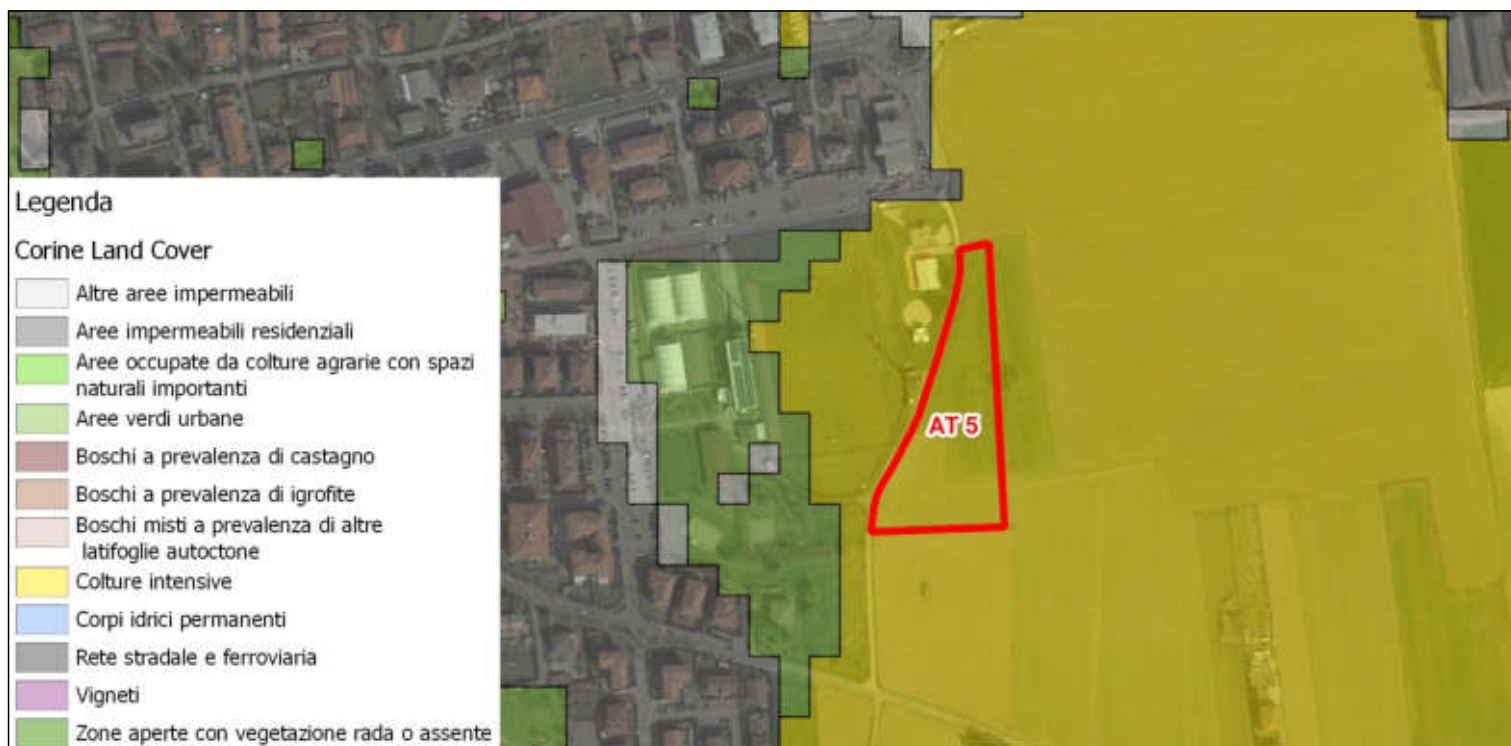 Legenda
Corine Land Cover
Altre aree impermeabili
Aree impermeabili residenziali
Aree occupate da colture agrarie con spazi
naturali importanti
Aree verdi urbane
Boschi a prevalenza di castagno
Boschi a prevalenza di igrofite
Boschi misti a prevalenza di altre
latifoglie autoctone
Colture intensive
Corpi idrici permanenti
Rete stradale e ferroviaria
Vigneti
Zone aperte con vegetazione rada o assente
AT 5